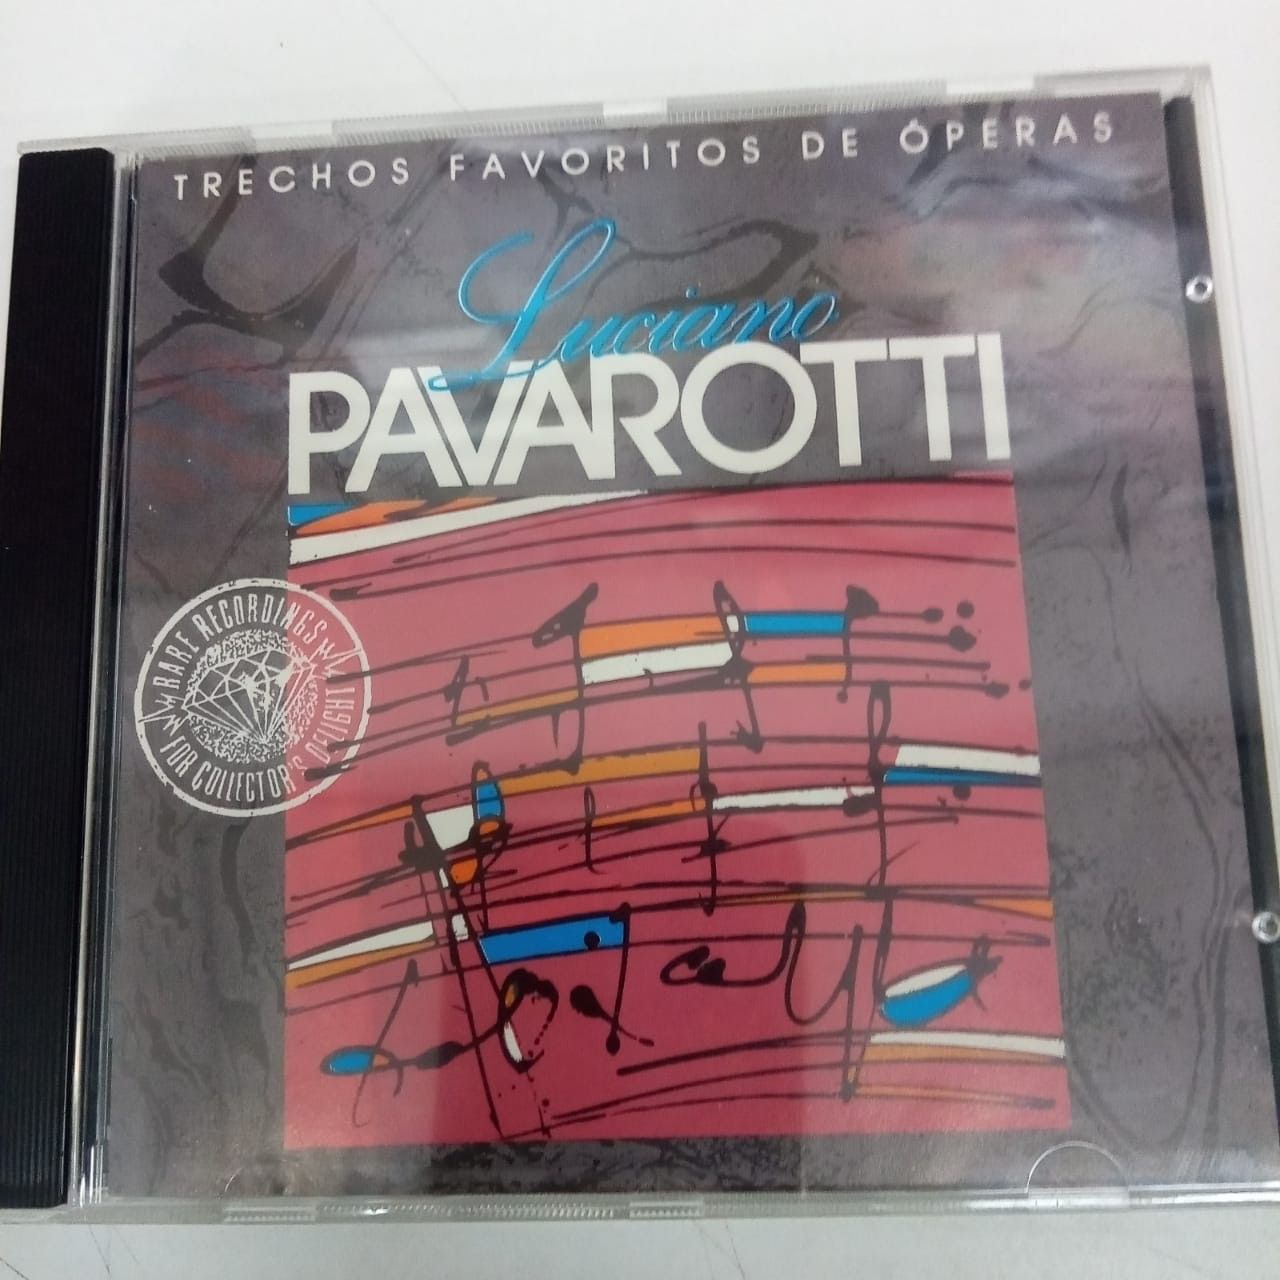 TRECHOS FAVORITOS DE ÓPERAS
Luciano
PAVAROTTI
RARE RECORDINGS
FOR COLLECTOR'S DELIGHT